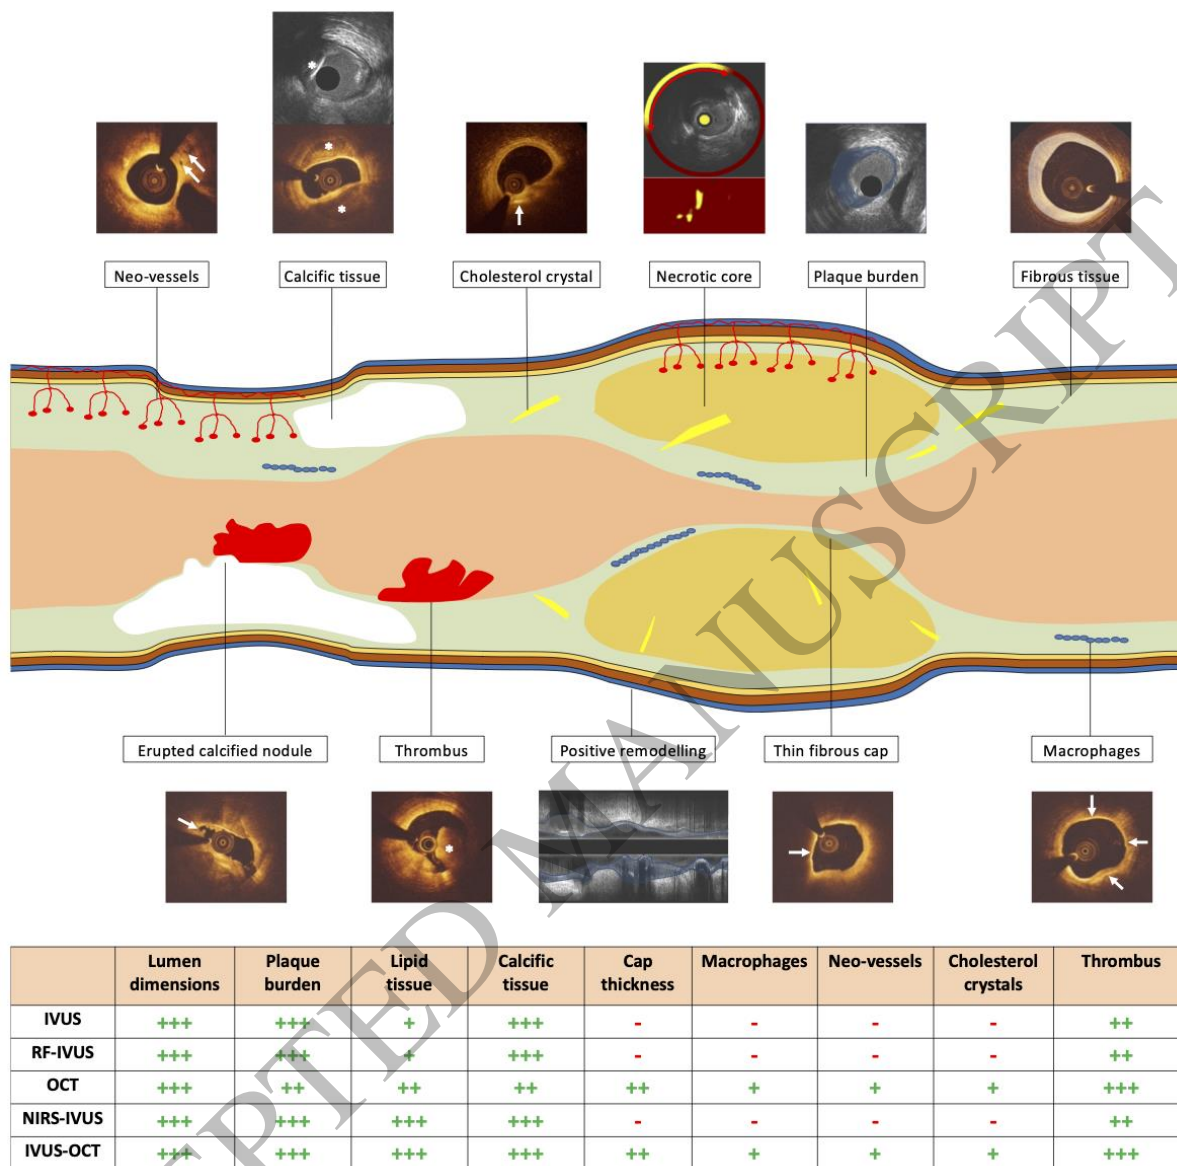 Neo-vessels
Calcific tissue
Cholesterol crystal
Necrotic core
Plaque burden
Fibrous tissue
Erupted calcified nodule
Thrombus
Positive remodelling
Thin fibrous cap
Macrophages
Lumen dimensions Plaque burden Lipid tissue Calcific tissue Cap thickness Macrophages Neo-vessels Cholesterol crystals Thrombus
IVUS +++ +++ + +++ - - - - ++
RF-IVUS +++ +++ + +++ - - - - ++
OCT +++ ++ ++ ++ ++ + + + +++
NIRS-IVUS +++ +++ +++ +++ - - - - ++
IVUS-OCT +++ +++ +++ +++ ++ + + + +++
EPTED MANUSCRIPT